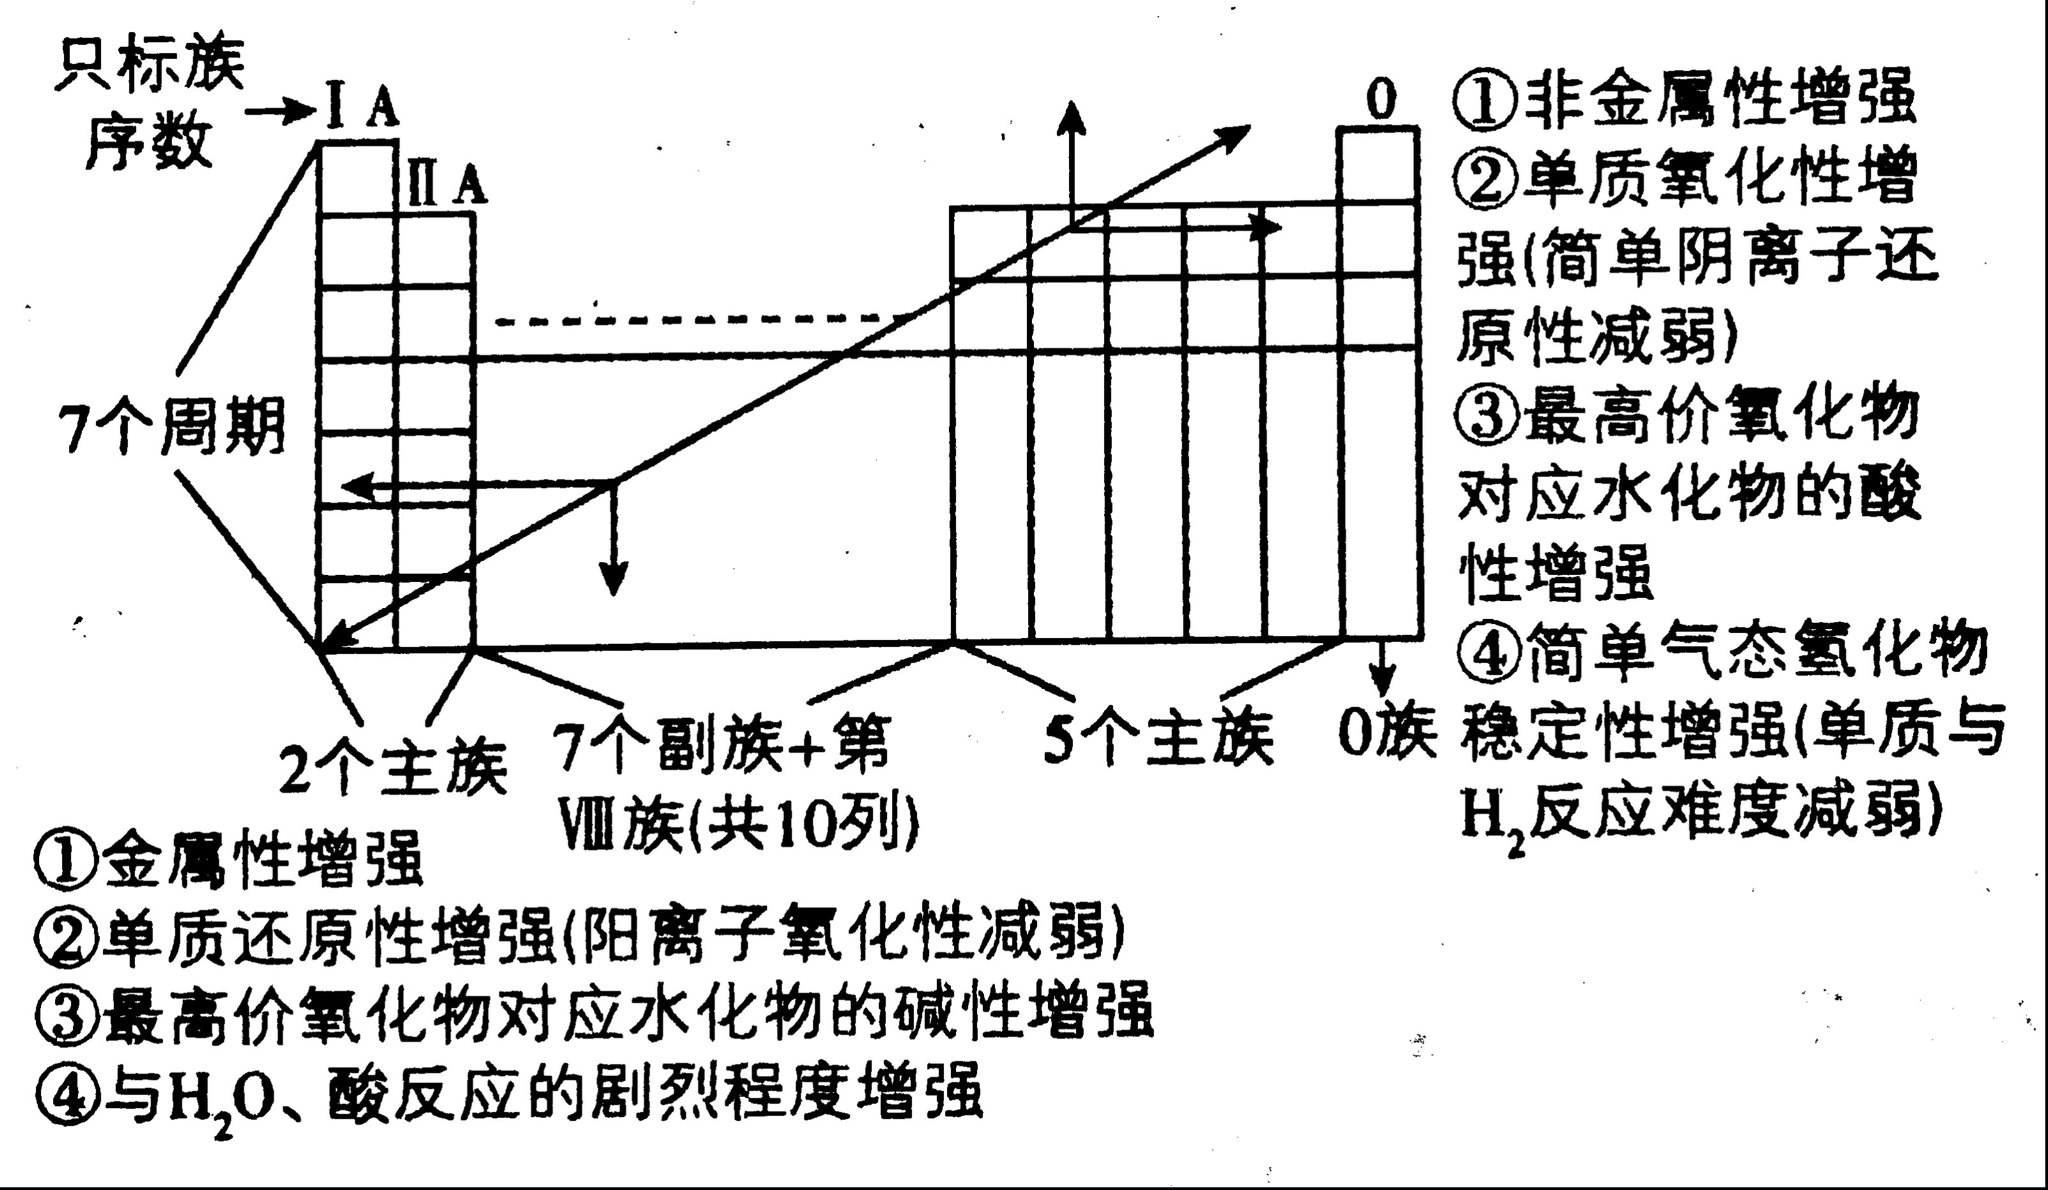 只标族
序数
ⅠA
ⅡA
0
7个周期
2个主族
7个副族+第
Ⅷ族(共10列)
5个主族
0族
①非金属性增强
②单质氧化性增
强(简单阴离子还
原性减弱)
③最高价氧化物
对应水化物的酸
性增强
④简单气态氢化物
稳定性增强(单质与
H₂反应难度减弱)
①金属性增强
②单质还原性增强(阳离子氧化性减弱)
③最高价氧化物对应水化物的碱性增强
④与H₂O、酸反应的剧烈程度增强